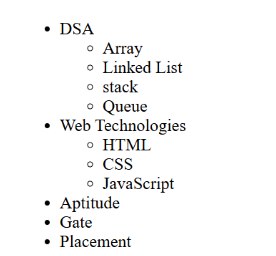 DSA
Array
Linked List
stack
Queue
Web Technologies
HTML
CSS
JavaScript
Aptitude
Gate
Placement